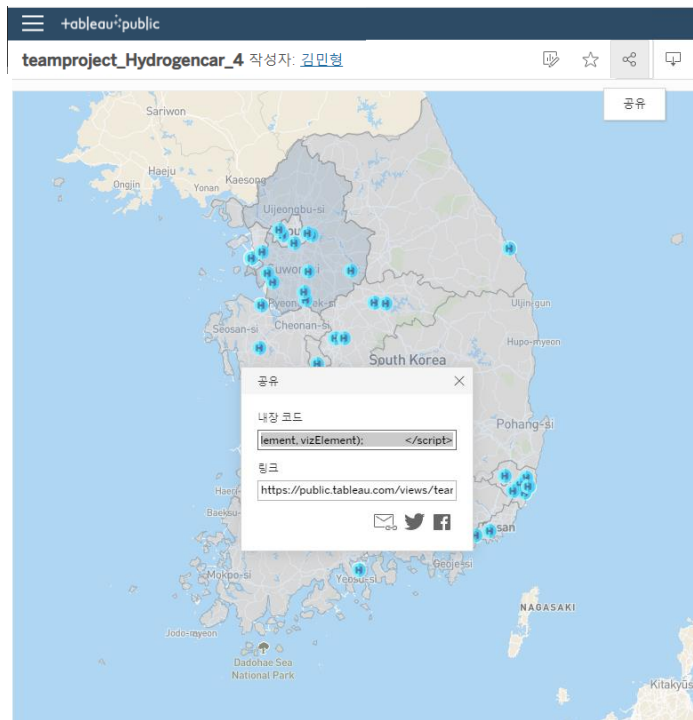 +ableau public
teamproject_Hydrogencar_4 작성자: 김민형
공유
Sariwon
Haeju
Kaesong
Ongjin
Yonan
Uijeongbu-si
Uljin-gun
Seosan-si
Cheonan-si
Hupo-myeon
South Korea
공유
내장 코드
lement, vizElement); </script>
Pohang-si
링크
https://public.tableau.com/views/tear
Mokpo-si
Yeosu-si
Geoje-si
NAGASAKI
Jodo-myeon
Dadohae Sea
National Park